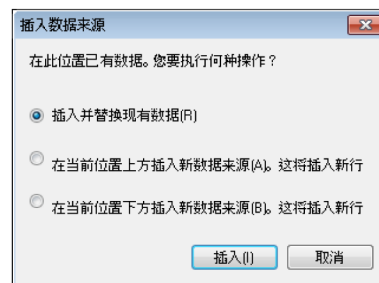 插入数据来源
在此位置已有数据。您要执行何种操作？
插入并替换现有数据(R)
在当前位置上方插入新数据来源(A)。这将插入新行
在当前位置下方插入新数据来源(B)。这将插入新行
插入(I) 取消